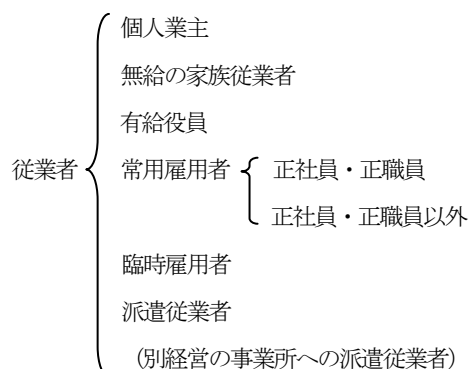 個人業主
無給の家族従業者
有給役員
従業者
常用雇用者
正社員・正職員
正社員・正職員以外
臨時雇用者
派遣従業者
（別経営の事業所への派遣従業者）